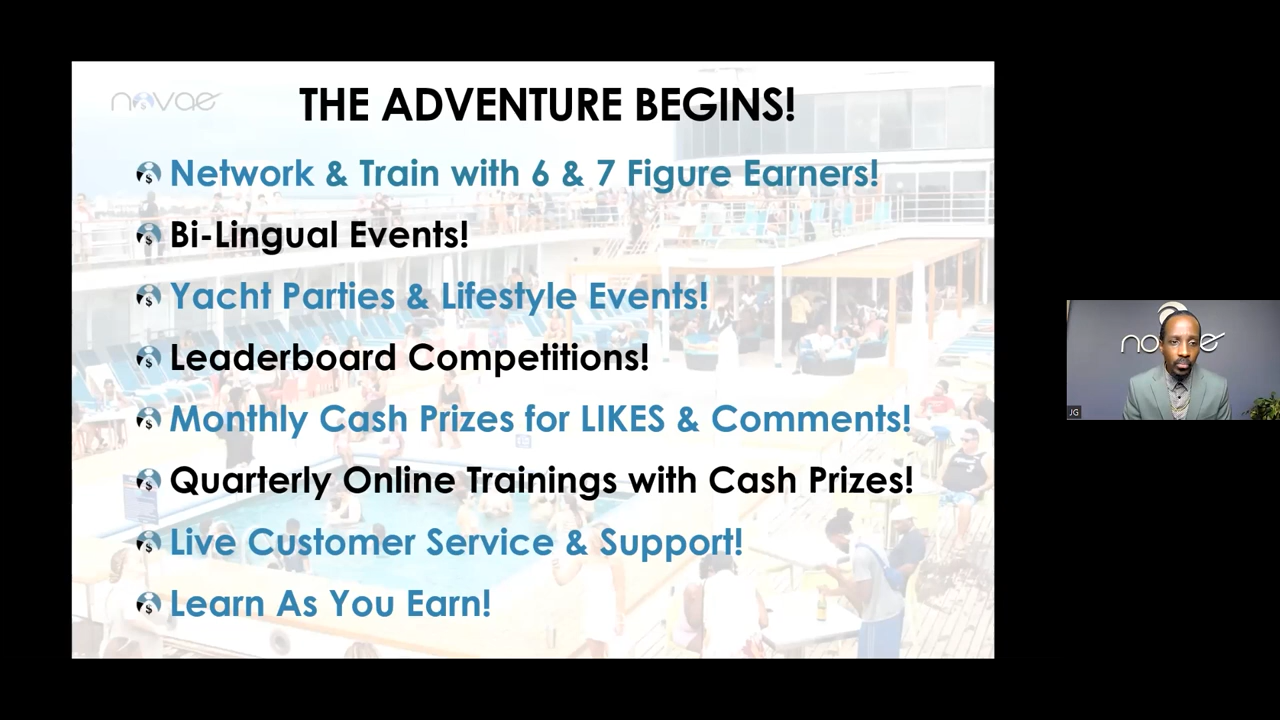 novae
THE ADVENTURE BEGINS!
Network & Train with 6 & 7 Figure Earners!
Bi-Lingual Events!
Yacht Parties & Lifestyle Events!
Leaderboard Competitions!
Monthly Cash Prizes for LIKES & Comments!
Quarterly Online Trainings with Cash Prizes!
Live Customer Service & Support!
Learn As You Earn!
novae
JG